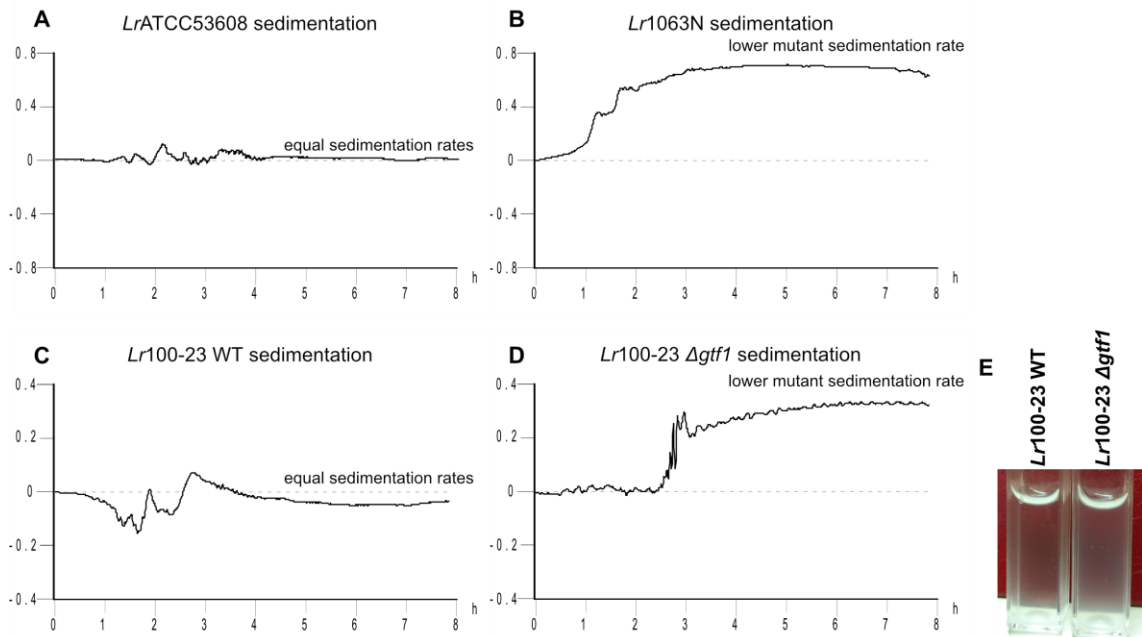 A
LrATCC53608 sedimentation
0.8
0.4
0
-0.4
-0.8
equal sedimentation rates
h
0 1 2 3 4 5 6 7 8
B
Lr1063N sedimentation
lower mutant sedimentation rate
0.8
0.4
0
-0.4
-0.8
h
0 1 2 3 4 5 6 7 8
C
Lr100-23 WT sedimentation
0.4
0.2
0
-0.2
-0.4
equal sedimentation rates
h
0 1 2 3 4 5 6 7 8
D
Lr100-23 Δgtf1 sedimentation
lower mutant sedimentation rate
0.4
0.2
0
-0.2
-0.4
h
0 1 2 3 4 5 6 7 8
E
Lr100-23 WT
Lr100-23 Δgtf1